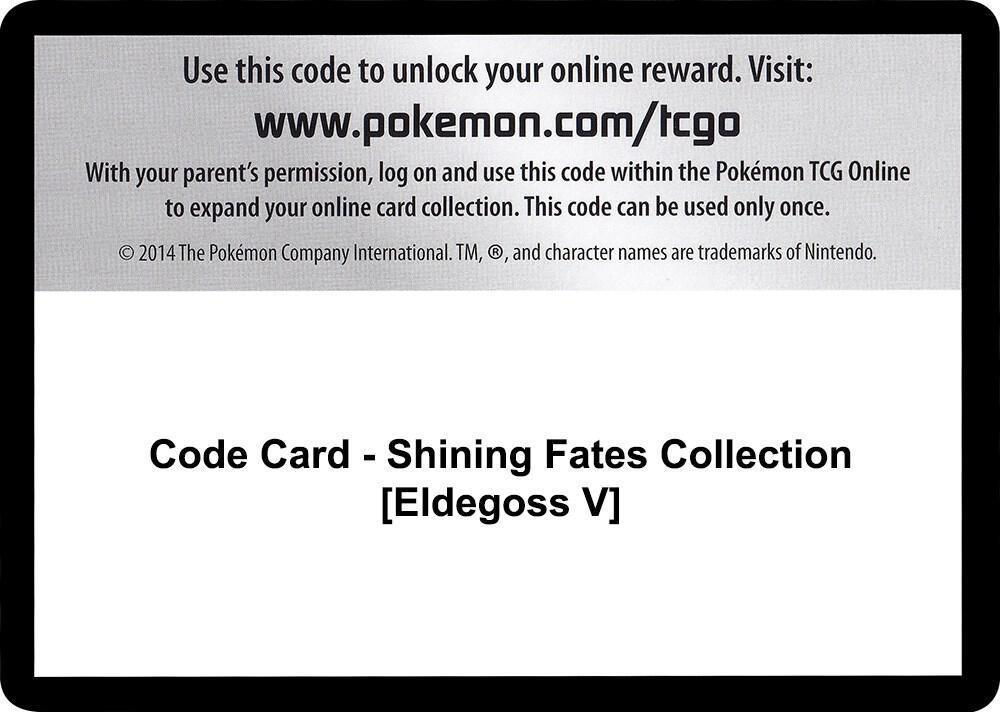 Use this code to unlock your online reward. Visit:
www.pokemon.com/tcgo
With your parent's permission, log on and use this code within the Pokémon TCG Online
to expand your online card collection. This code can be used only once.
© 2014 The Pokémon Company International. TM, ®, and character names are trademarks of Nintendo.
Code Card - Shining Fates Collection
[Eldegoss V]